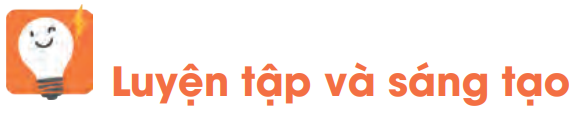 Luyện tập và sáng tạo